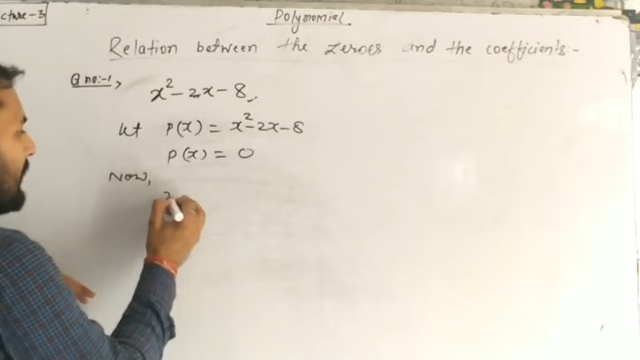 Lecture-3
Polynomial.
Relation between the zeroes and the coefficients:-
Q no:-1,
x²-2x-8.
let p(x) = x²-2x-8
p(x) = 0
Now,